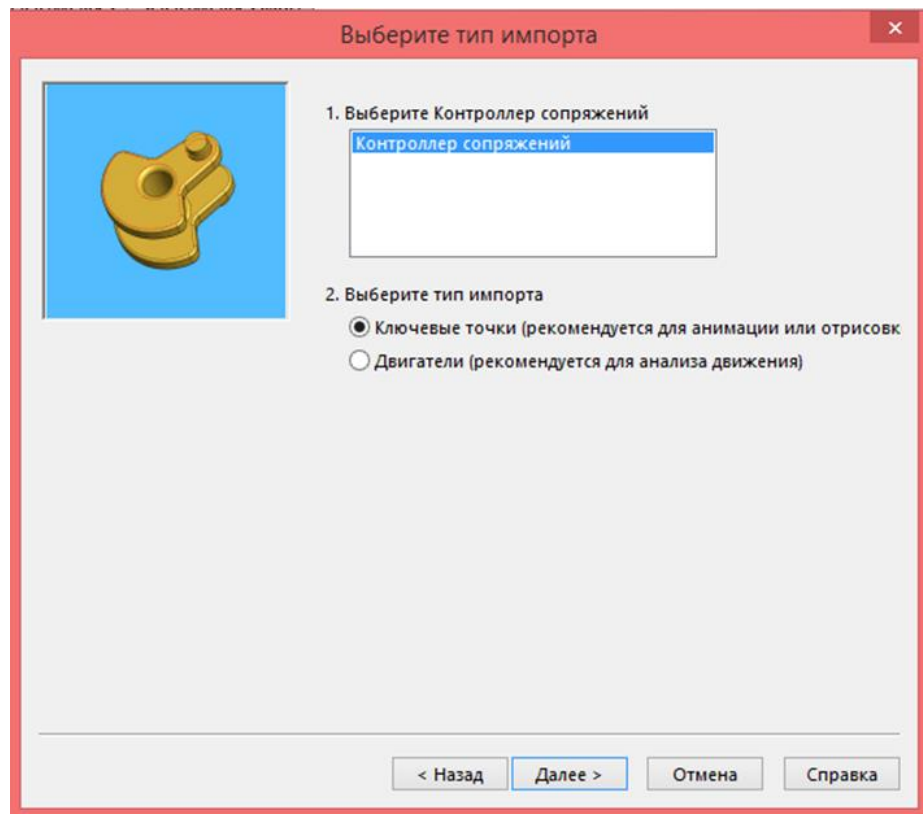 Выберите тип импорта
1. Выберите Контроллер сопряжений
Контроллер сопряжений
2. Выберите тип импорта
Ключевые точки (рекомендуется для анимации или отрисовк
Двигатели (рекомендуется для анализа движения)
< Назад Далее > Отмена Справка